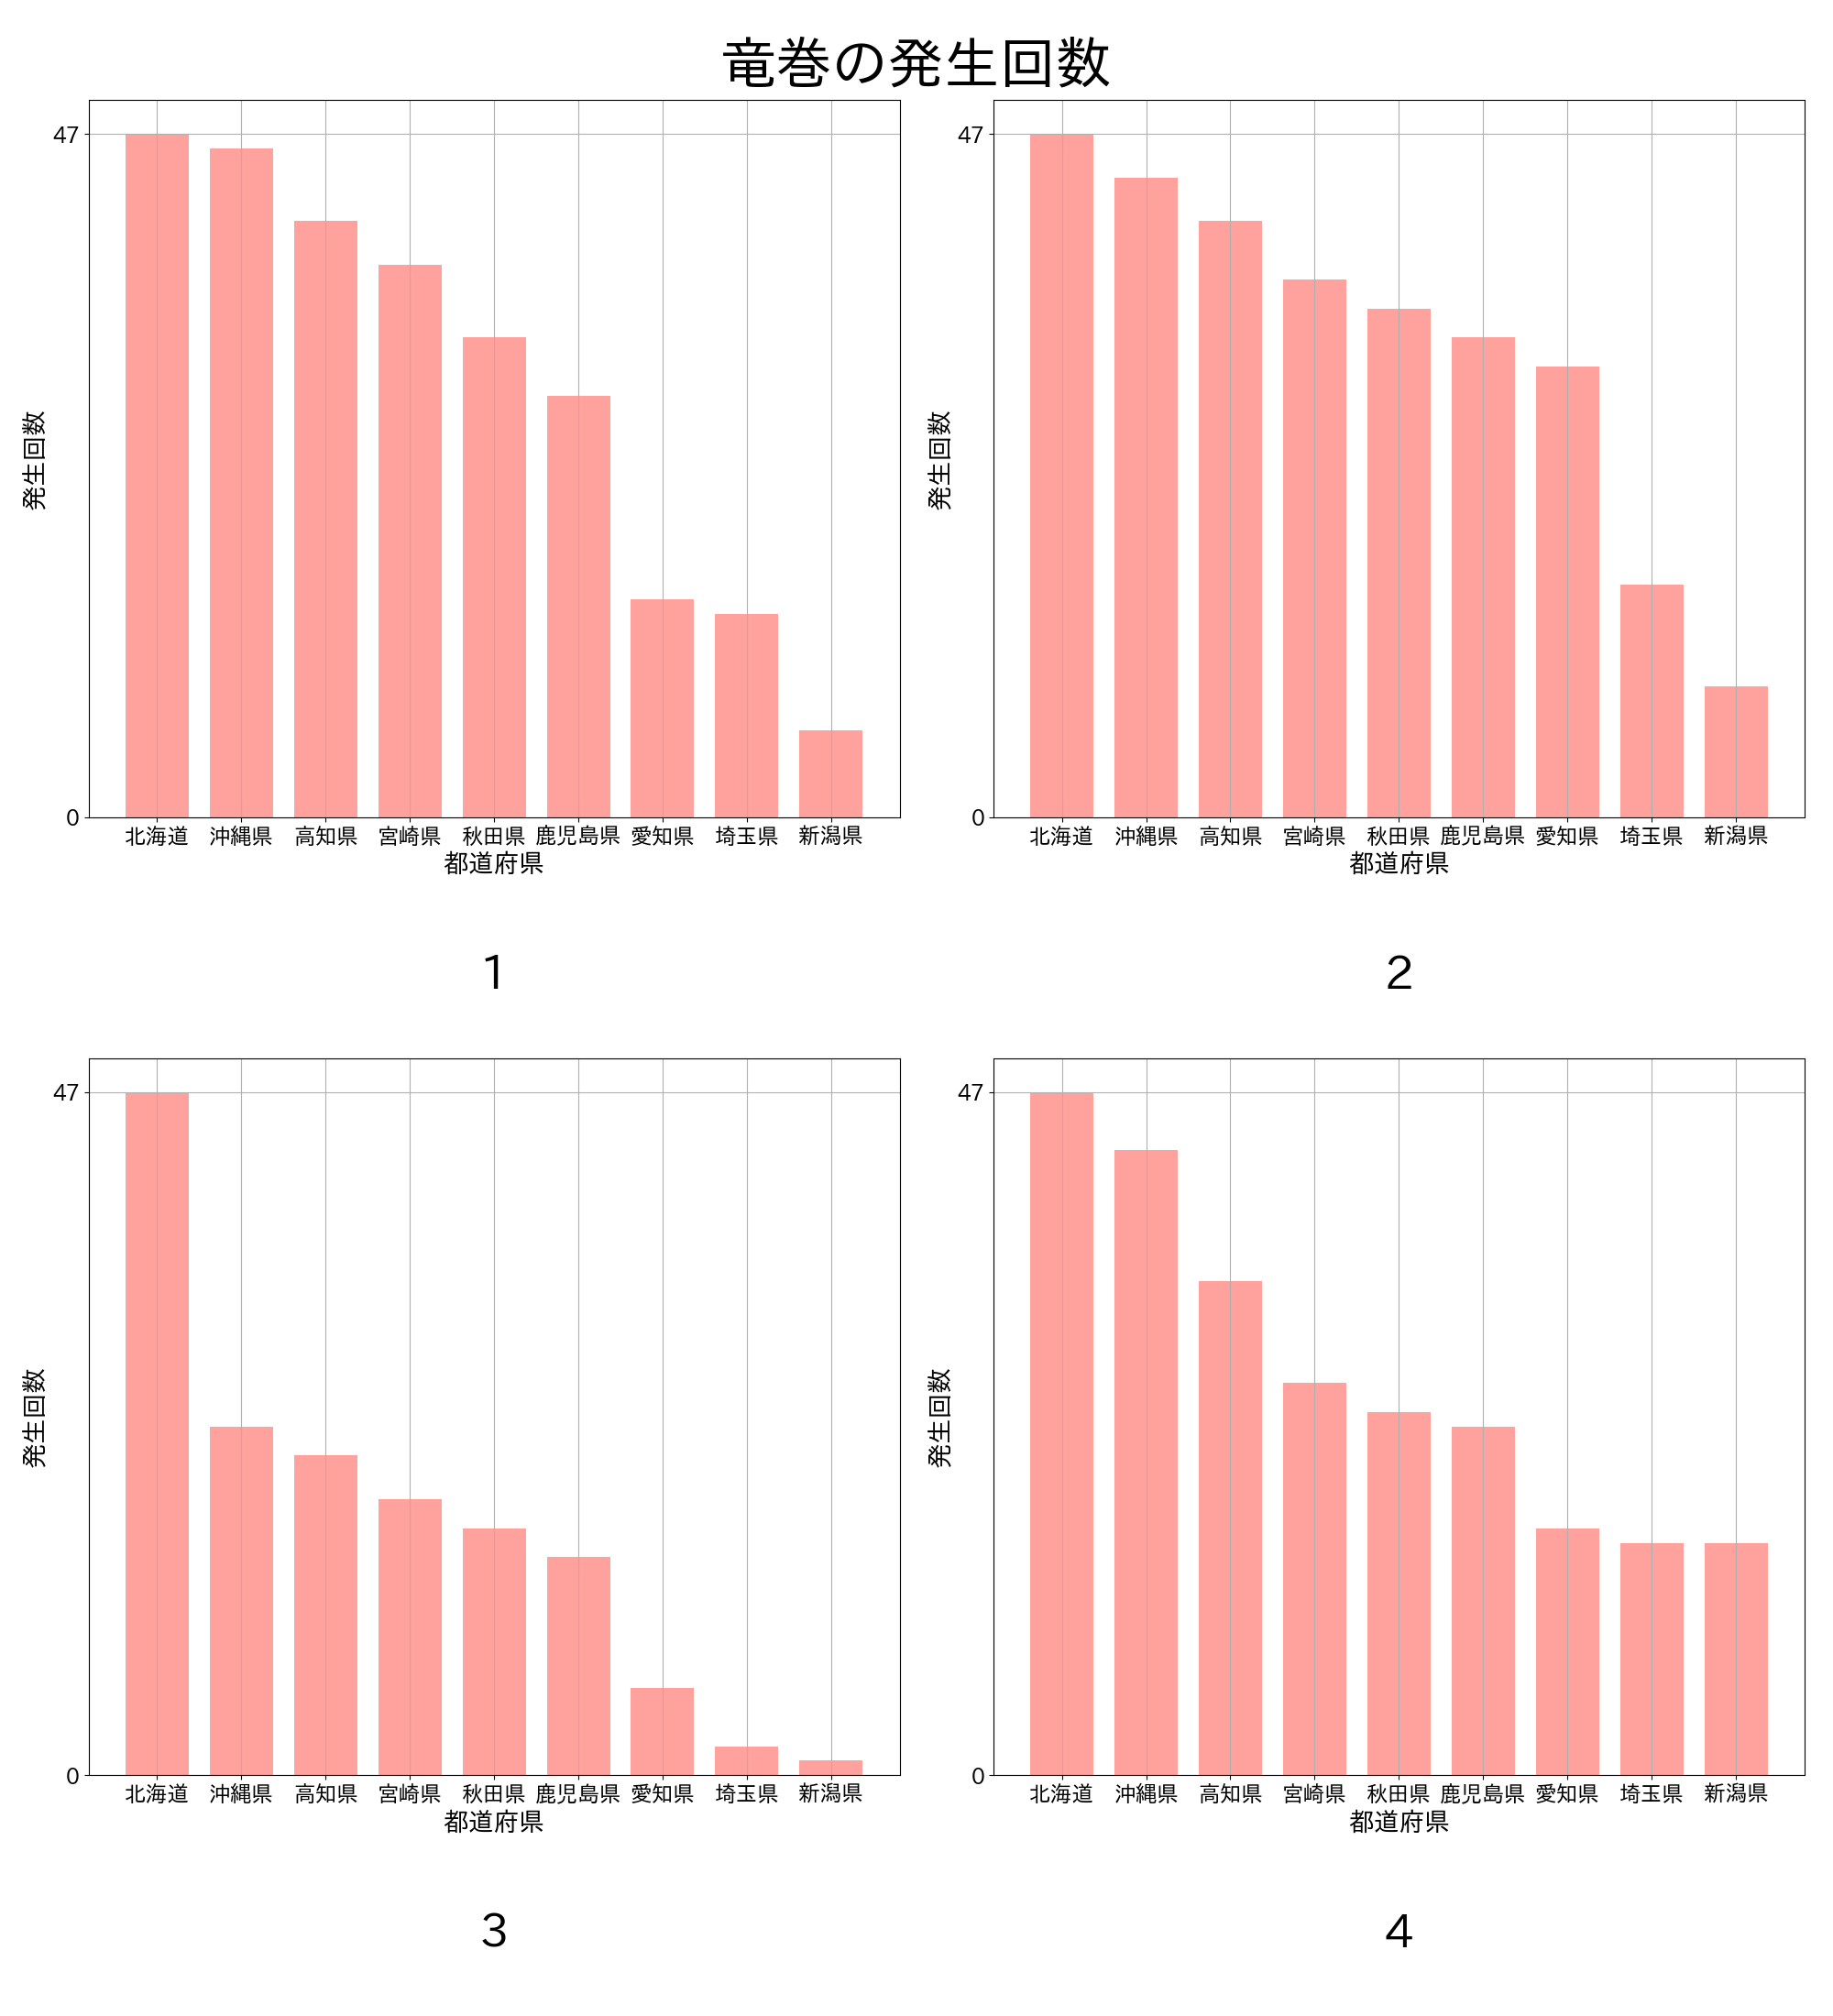 竜巻の発生回数
47
0
発生回数
北海道 沖縄県 高知県 宮崎県 秋田県 鹿児島県 愛知県 埼玉県 新潟県
都道府県
1
47
0
発生回数
北海道 沖縄県 高知県 宮崎県 秋田県 鹿児島県 愛知県 埼玉県 新潟県
都道府県
2
47
0
発生回数
北海道 沖縄県 高知県 宮崎県 秋田県 鹿児島県 愛知県 埼玉県 新潟県
都道府県
3
47
0
発生回数
北海道 沖縄県 高知県 宮崎県 秋田県 鹿児島県 愛知県 埼玉県 新潟県
都道府県
4